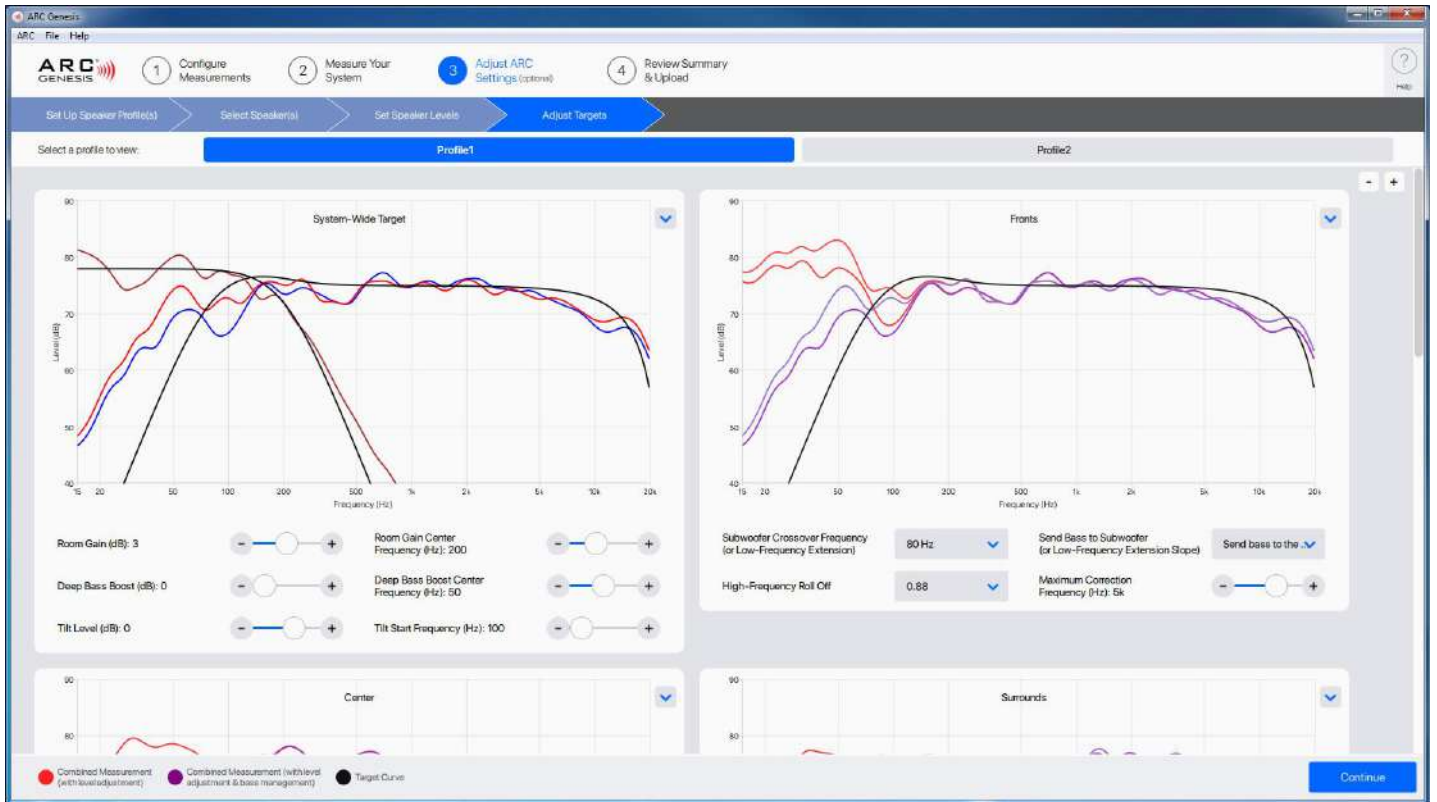 ARC Genesis
ARC File Help
ARC GENESIS
1 Configure Measurements
2 Measure Your System
3 Adjust ARC Settings (optional)
4 Review Summary & Upload
?
Help
Set Up Speaker Profile(s) Select Speaker(s) Set Speaker Levels Adjust Targets
Select a profile to view: Profile1 Profile2
- +
System-Wide Target
90
80
70
60
50
40
Level (dB)
15 20 50 100 200 500 1k 2k 5k 10k 20k
Frequency (Hz)
Room Gain (dB): 3 - +
Room Gain Center
Frequency (Hz): 200 - +
Deep Bass Boost (dB): 0 - +
Deep Bass Boost Center
Frequency (Hz): 50 - +
Tilt Level (dB): 0 - +
Tilt Start Frequency (Hz): 100 - +
Fronts
90
80
70
60
50
40
Level (dB)
15 20 50 100 200 500 1k 2k 5k 10k 20k
Frequency (Hz)
Subwoofer Crossover Frequency
(or Low-Frequency Extension) 80 Hz
Send Bass to Subwoofer
(or Low-Frequency Extension Slope) Send bass to the ..
High-Frequency Roll Off 0.88
Maximum Correction
Frequency (Hz): 5k - +
Center
90
80
Surrounds
90
80
Combined Measurement
(with level adjustment)
Combined Measurement (with level
adjustment & bass management)
Target Curve
Continue